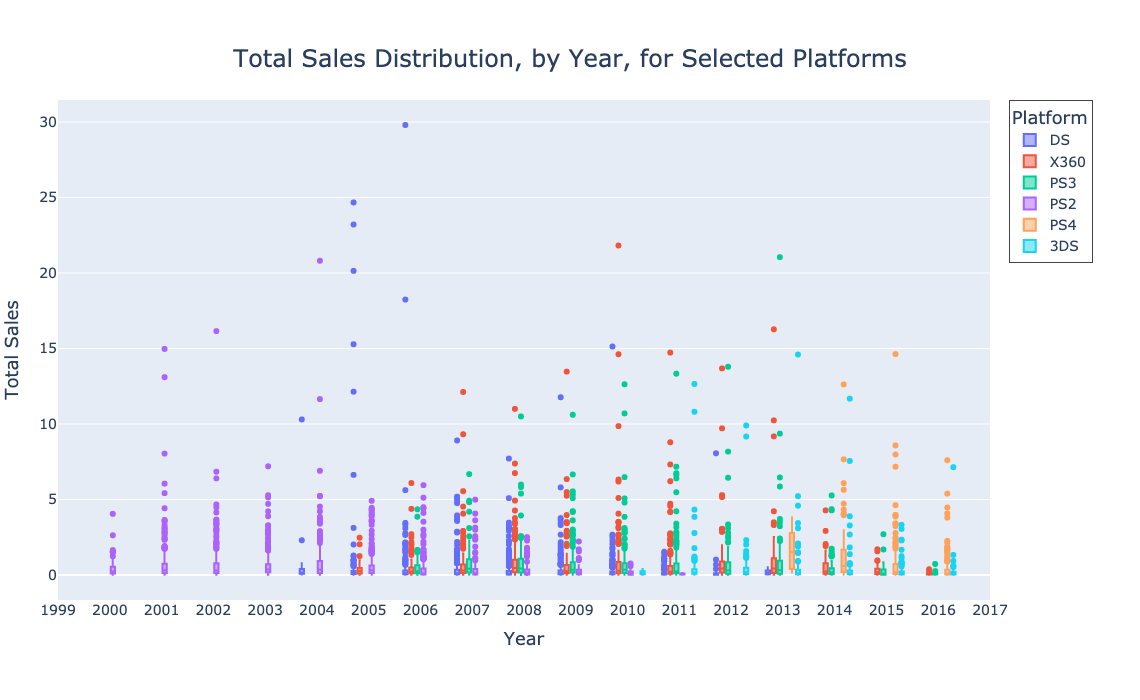 Total Sales Distribution, by Year, for Selected Platforms
Platform
DS
X360
PS3
PS2
PS4
3DS
Total Sales
30
25
20
15
10
5
0
1999 2000 2001 2002 2003 2004 2005 2006 2007 2008 2009 2010 2011 2012 2013 2014 2015 2016 2017
Year